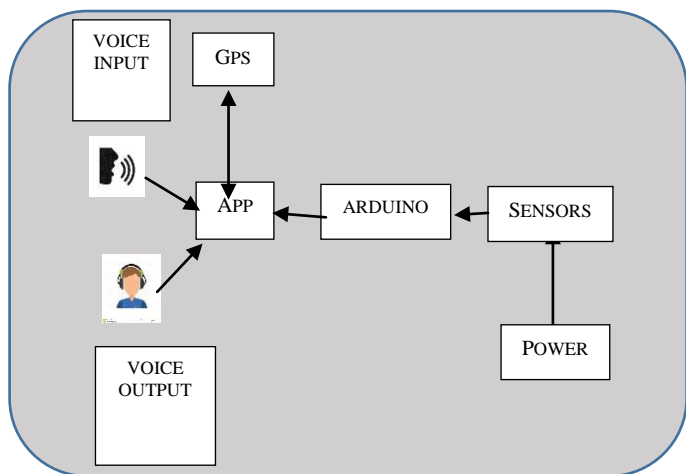 VOICE
INPUT
GPS
APP
ARDUINO
SENSORS
POWER
VOICE
OUTPUT